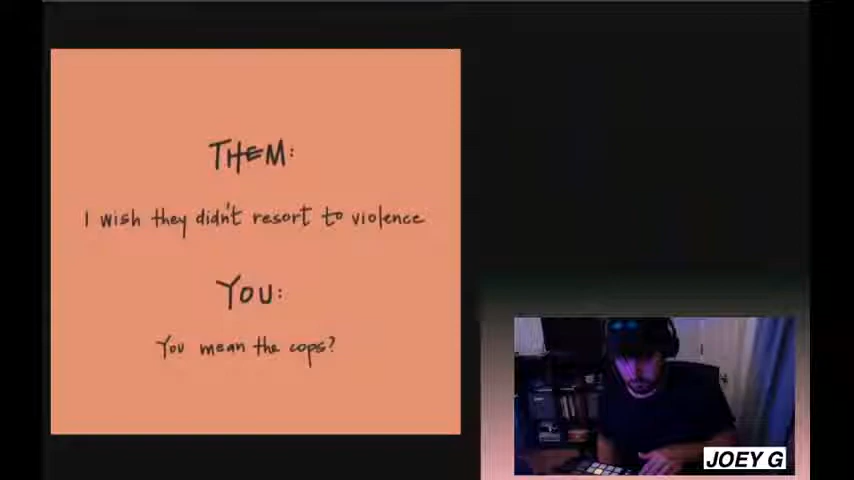 THEM:
I wish they didn't resort to violence
YOU:
You mean the cops?
JOEY G